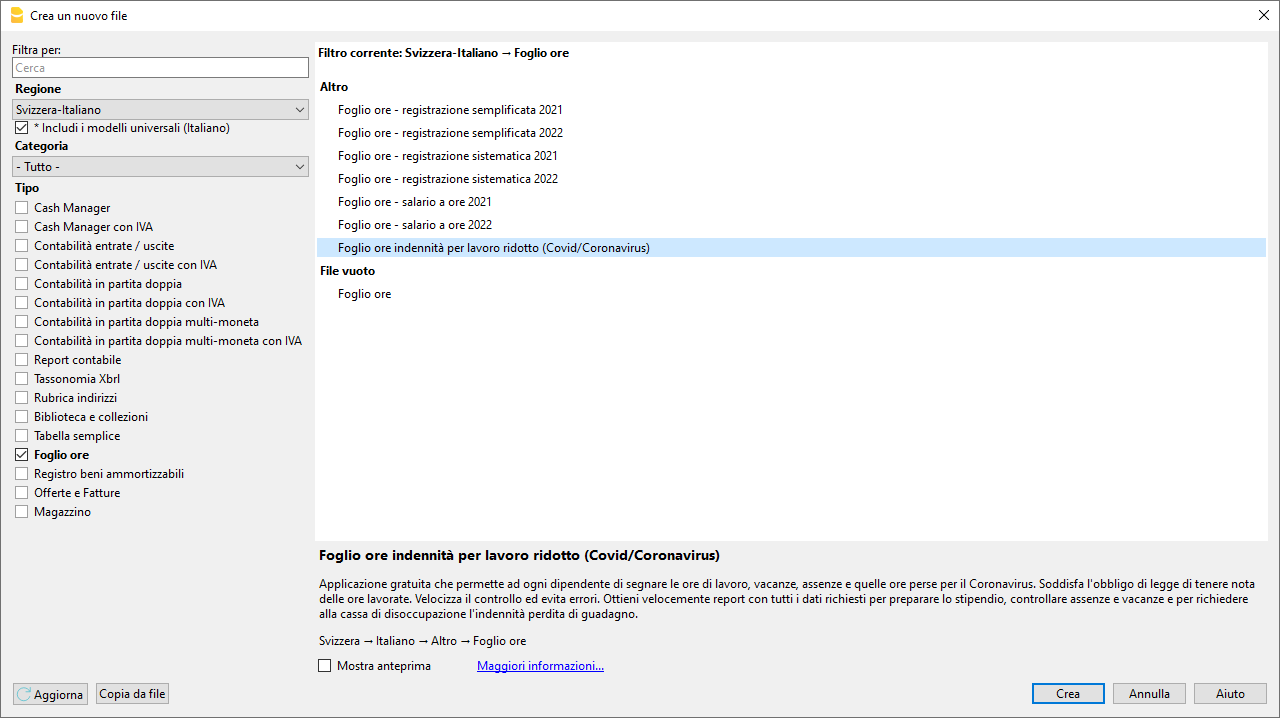 Crea un nuovo file
Filtra per:
Cerca
Regione
Svizzera-Italiano
* Includi i modelli universali (Italiano)
Categoria
- Tutto -
Tipo
Cash Manager
Cash Manager con IVA
Contabilità entrate / uscite
Contabilità entrate / uscite con IVA
Contabilità in partita doppia
Contabilità in partita doppia con IVA
Contabilità in partita doppia multi-moneta
Contabilità in partita doppia multi-moneta con IVA
Report contabile
Tassonomia Xbrl
Rubrica indirizzi
Biblioteca e collezioni
Tabella semplice
Foglio ore
Registro beni ammortizzabili
Offerte e Fatture
Magazzino
Filtro corrente: Svizzera-Italiano → Foglio ore
Altro
Foglio ore - registrazione semplificata 2021
Foglio ore - registrazione semplificata 2022
Foglio ore - registrazione sistematica 2021
Foglio ore - registrazione sistematica 2022
Foglio ore - salario a ore 2021
Foglio ore - salario a ore 2022
Foglio ore indennità per lavoro ridotto (Covid/Coronavirus)
File vuoto
Foglio ore
Foglio ore indennità per lavoro ridotto (Covid/Coronavirus)
Applicazione gratuita che permette ad ogni dipendente di segnare le ore di lavoro, vacanze, assenze e quelle ore perse per il Coronavirus. Soddisfa l'obbligo di legge di tenere nota
delle ore lavorate. Velocizza il controllo ed evita errori. Ottieni velocemente report con tutti i dati richiesti per preparare lo stipendio, controllare assenze e vacanze e per richiedere
alla cassa di disoccupazione l'indennità perdita di guadagno.
Svizzera → Italiano → Altro → Foglio ore
Mostra anteprima Maggiori informazioni...
Aggiorna Copia da file Crea Annulla Aiuto